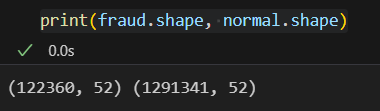 print(fraud.shape, normal.shape)
✓ 0.0s
(122360, 52) (1291341, 52)